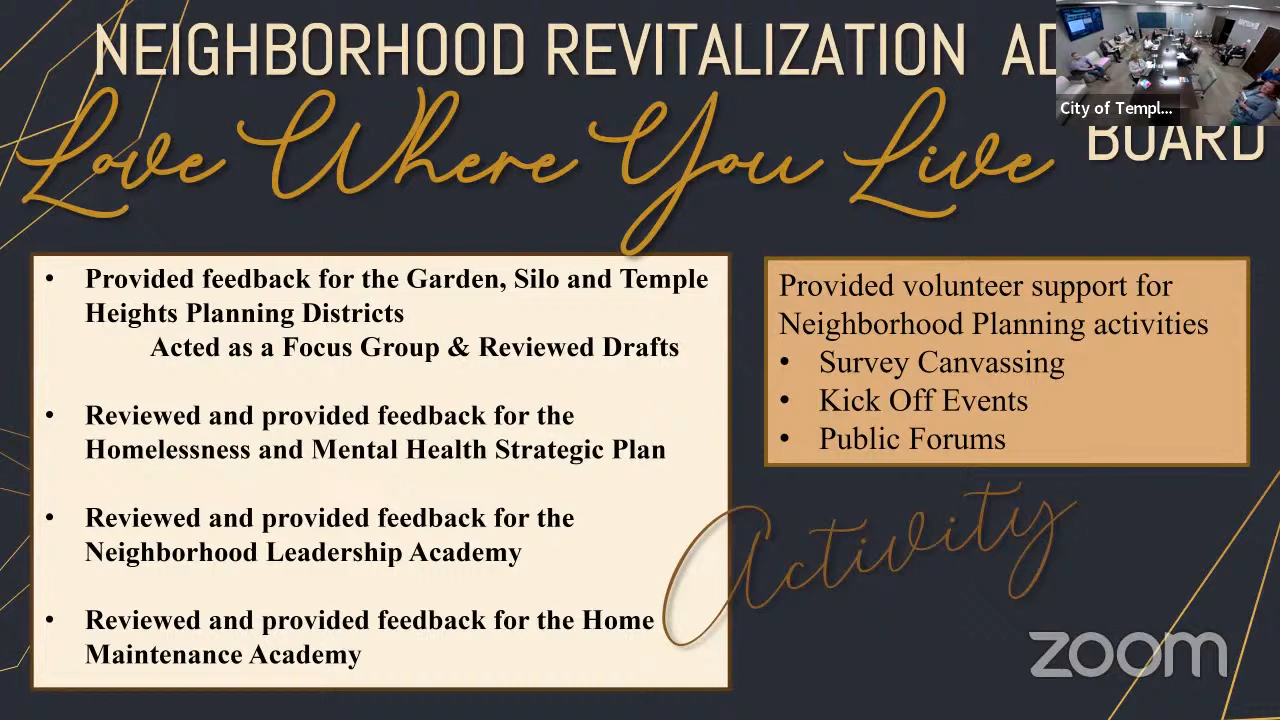 NEIGHBORHOOD REVITALIZATION AD
City of Templ...
BOARD
Love Where You Live
• Provided feedback for the Garden, Silo and Temple
Heights Planning Districts
Acted as a Focus Group & Reviewed Drafts
• Reviewed and provided feedback for the
Homelessness and Mental Health Strategic Plan
• Reviewed and provided feedback for the
Neighborhood Leadership Academy
• Reviewed and provided feedback for the Home
Maintenance Academy
Provided volunteer support for
Neighborhood Planning activities
• Survey Canvassing
• Kick Off Events
• Public Forums
Activity
zoom